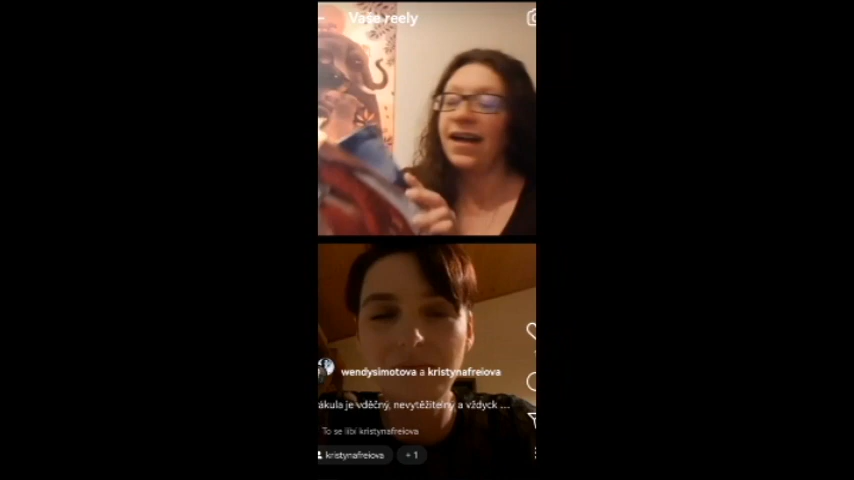 Vaše reely
wendysimotova a kristynafreiova
ákula je vděčný, nevytěžitelný a vždyck ...
To se líbí kristynafreiova
kristynafreiova
+ 1